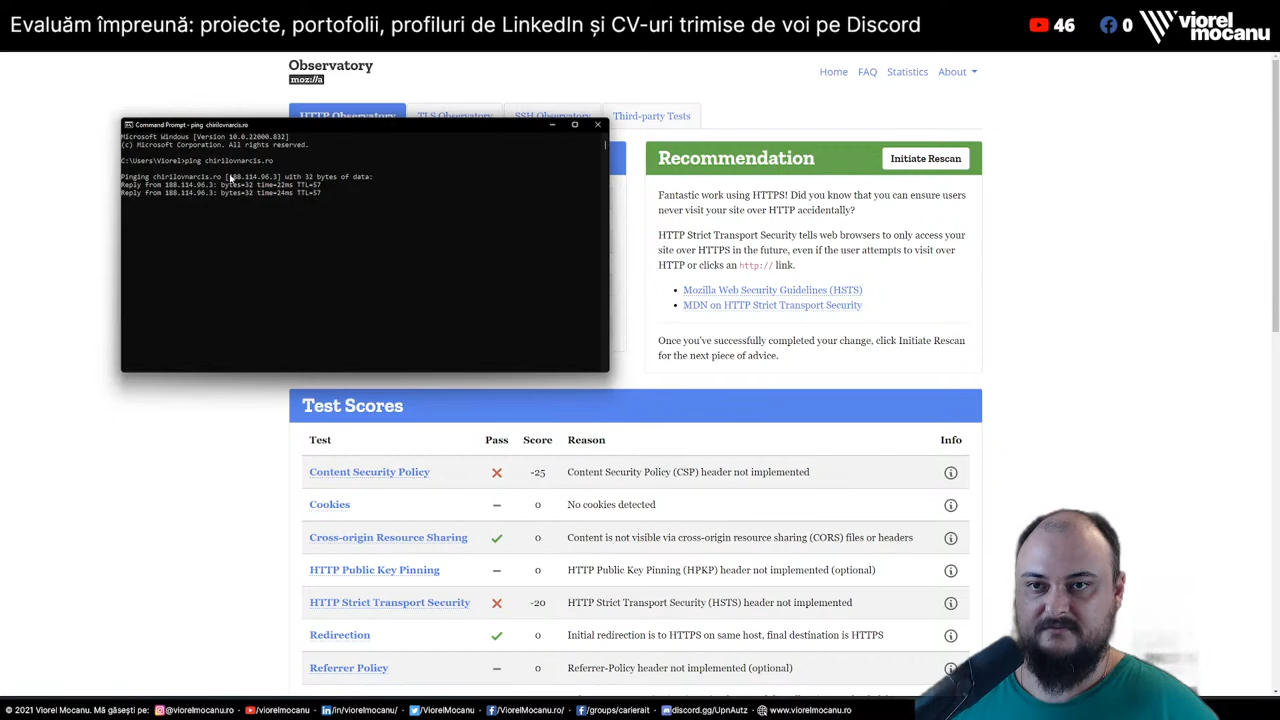 Evaluăm împreună: proiecte, portofolii, profiluri de LinkedIn și CV-uri trimise de voi pe Discord
46
0
viorel
mocanu
Observatory
moz://a
Home FAQ Statistics About
HTTP Observatory TLS Observatory SSH Observatory Third-party Tests
Command Prompt - ping chirilovnarcis.ro
Microsoft Windows [Version 10.0.22000.832]
(c) Microsoft Corporation. All rights reserved.
C:\Users\Viorel>ping chirilovnarcis.ro
Pinging chirilovnarcis.ro [188.114.96.3] with 32 bytes of data:
Reply from 188.114.96.3: bytes=32 time=22ms TTL=57
Reply from 188.114.96.3: bytes=32 time=24ms TTL=57
Recommendation
Initiate Rescan
Fantastic work using HTTPS! Did you know that you can ensure users
never visit your site over HTTP accidentally?
HTTP Strict Transport Security tells web browsers to only access your
site over HTTPS in the future, even if the user attempts to visit over
HTTP or clicks an http:// link.
Mozilla Web Security Guidelines (HSTS)
MDN on HTTP Strict Transport Security
Once you've successfully completed your change, click Initiate Rescan
for the next piece of advice.
Test Scores
Test Pass Score Reason Info
Content Security Policy -25 Content Security Policy (CSP) header not implemented
Cookies 0 No cookies detected
Cross-origin Resource Sharing 0 Content is not visible via cross-origin resource sharing (CORS) files or headers
HTTP Public Key Pinning 0 HTTP Public Key Pinning (HPKP) header not implemented (optional)
HTTP Strict Transport Security -20 HTTP Strict Transport Security (HSTS) header not implemented
Redirection 0 Initial redirection is to HTTPS on same host, final destination is HTTPS
Referrer Policy 0 Referrer-Policy header not implemented (optional)
© 2021 Viorel Mocanu. Mă găsești pe: @viorelmocanu /viorelmocanu /in/viorelmocanu/ /ViorelMocanu /ViorelMocanu.ro/ /groups/carierait discord.gg/UpnAutz www.viorelmocanu.ro